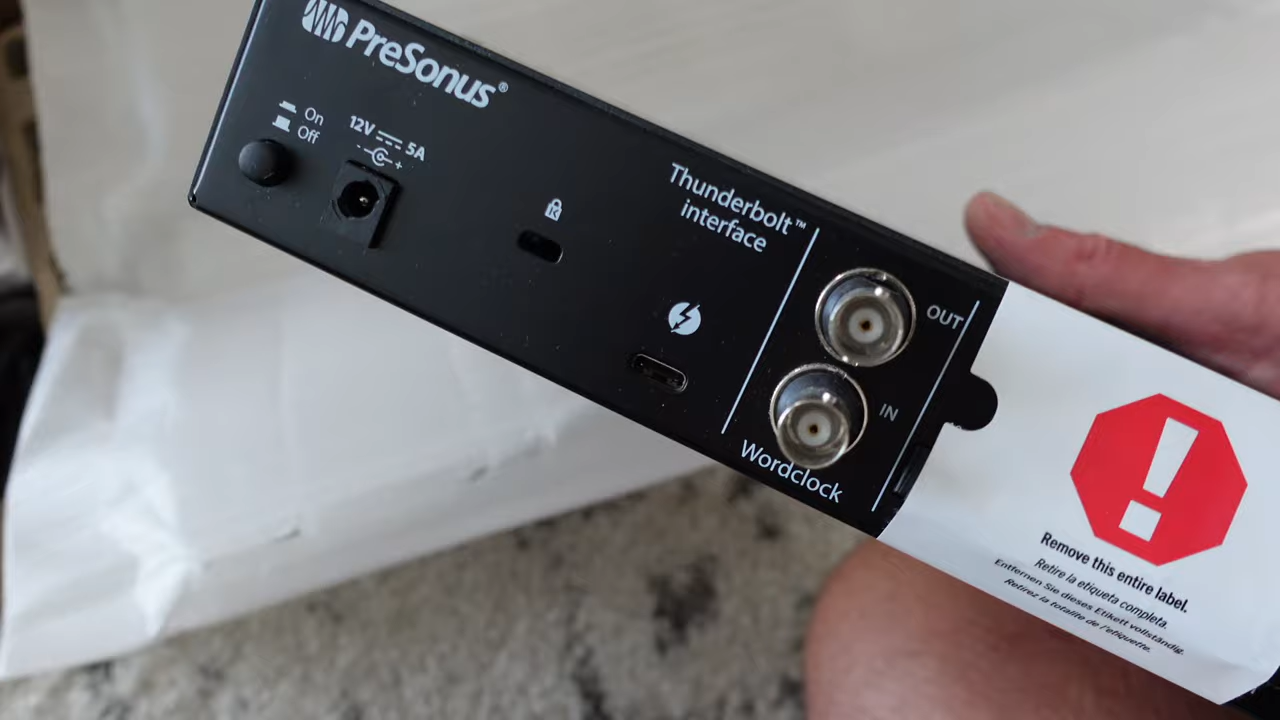 PreSonus®
On
Off
12V 5A
- +
Thunderbolt™
interface
OUT
IN
Wordclock
!
Remove this entire label.
Retire la etiqueta completa.
Entfernen Sie dieses Etikett vollständig.
Retirez la totalité de l'étiquette.